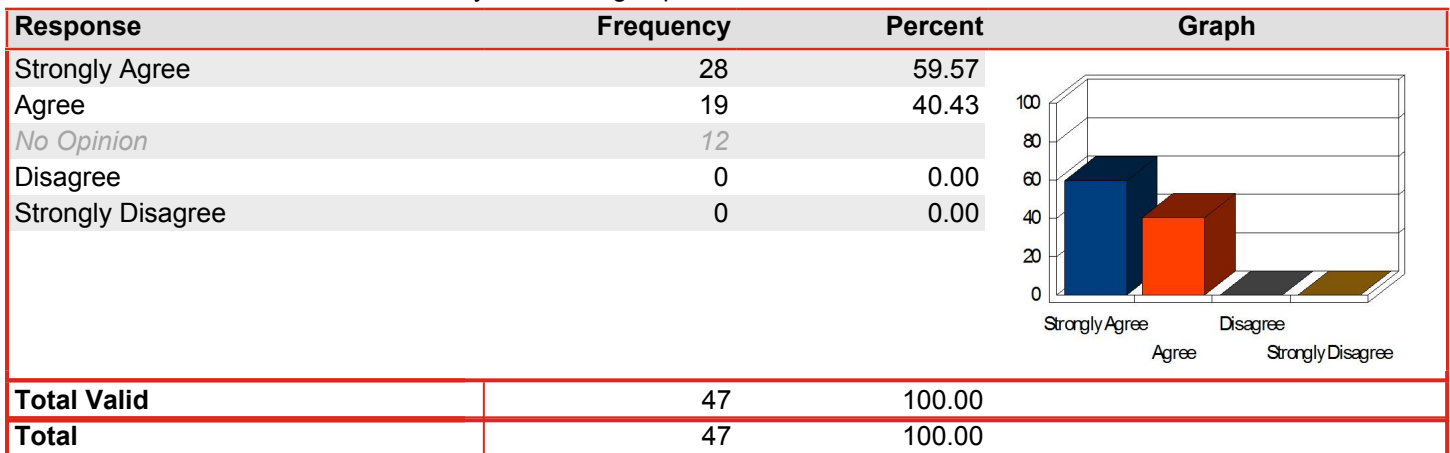 Response Frequency Percent Graph
Strongly Agree 28 59.57
Agree 19 40.43
No Opinion 12
Disagree 0 0.00
Strongly Disagree 0 0.00
100
80
60
40
20
0
Strongly Agree Disagree
Agree Strongly Disagree
Total Valid 47 100.00
Total 47 100.00